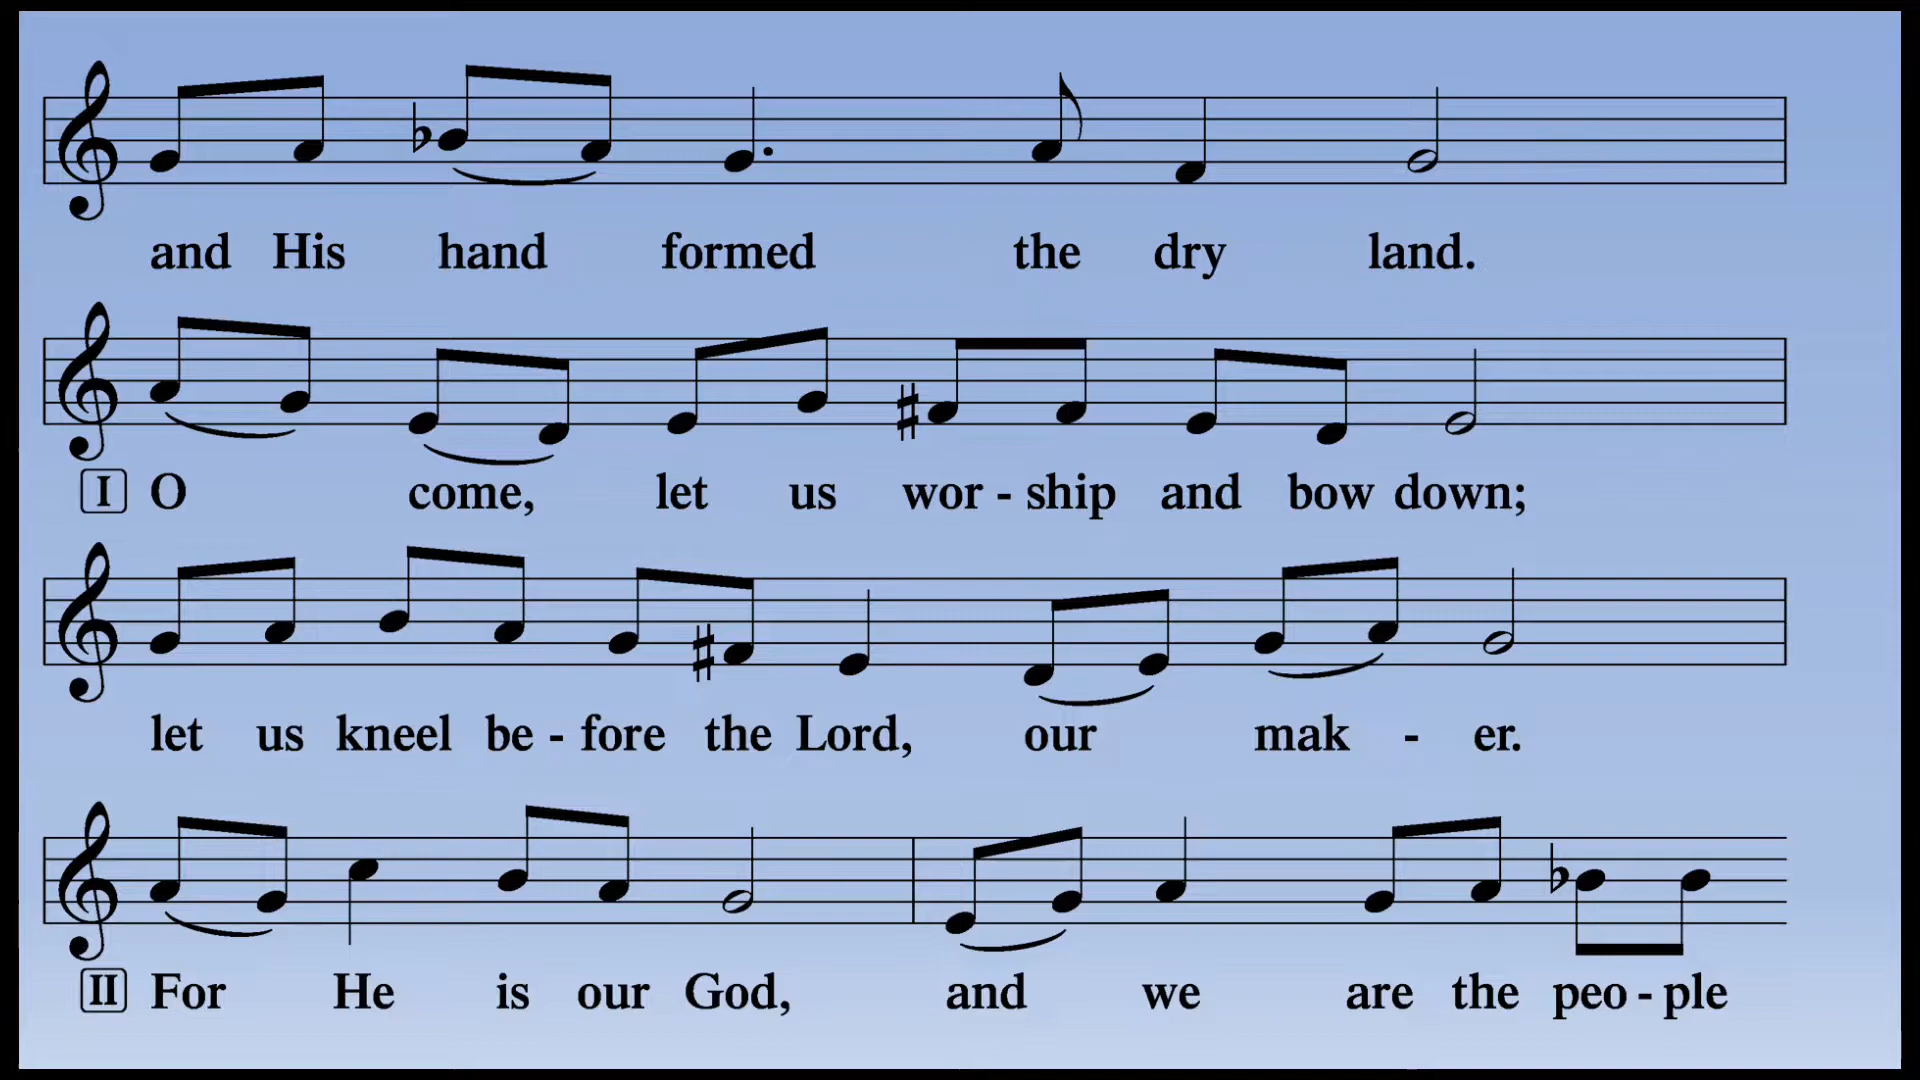 and His hand formed the dry land.
I O come, let us wor - ship and bow down;
let us kneel be - fore the Lord, our mak - er.
II For He is our God, and we are the peo - ple